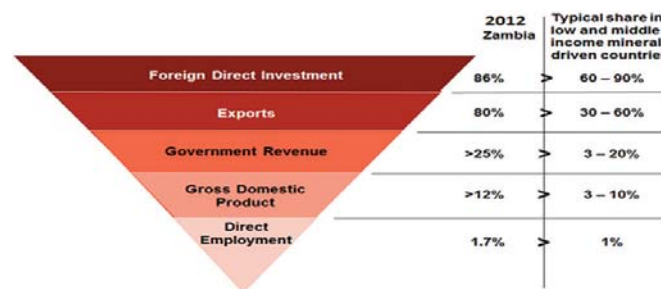 2012
Zambia
Typical share in
low and middle
income mineral
driven countrie
Foreign Direct Investment
86% > 60 – 90%
Exports
80% > 30 – 60%
Government Revenue
>25% > 3 – 20%
Gross Domestic
Product
>12% > 3 – 10%
Direct
Employment
1.7% > 1%